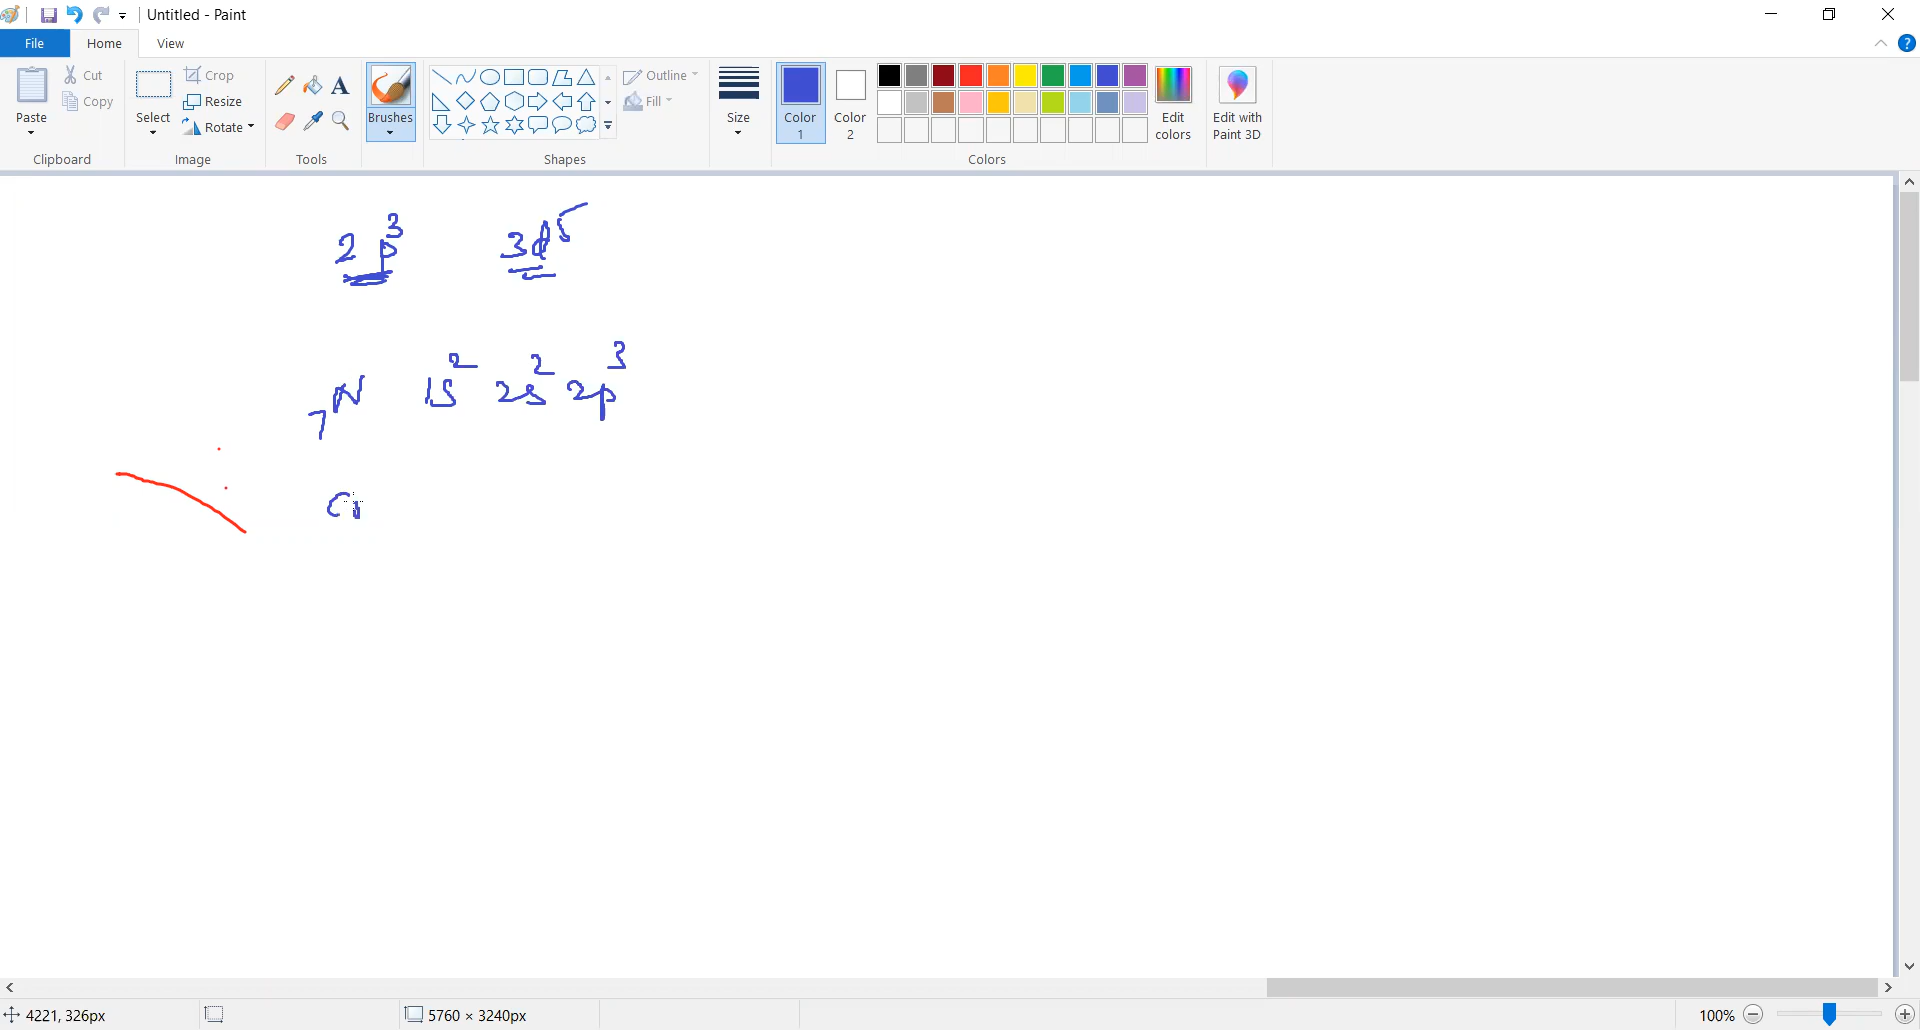 Untitled - Paint
File Home View
Paste Cut Copy Clipboard
Select Crop Resize Rotate Image
A Tools
Brushes
Outline Fill Shapes
Size
Color 1 Color 2 Edit colors Colors
Edit with Paint 3D
2p³ 3d⁵
₇N 1s² 2s² 2p³
4221, 326px 5760 × 3240px 100%